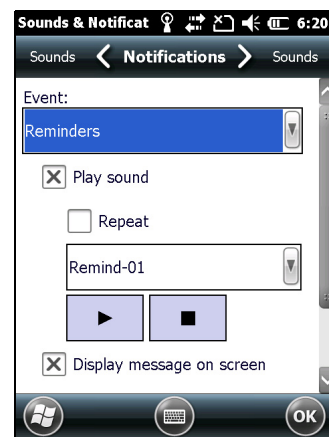 Sounds & Notificat 6:20
Sounds Notifications Sounds
Event:
Reminders
Play sound
Repeat
Remind-01
Display message on screen
OK